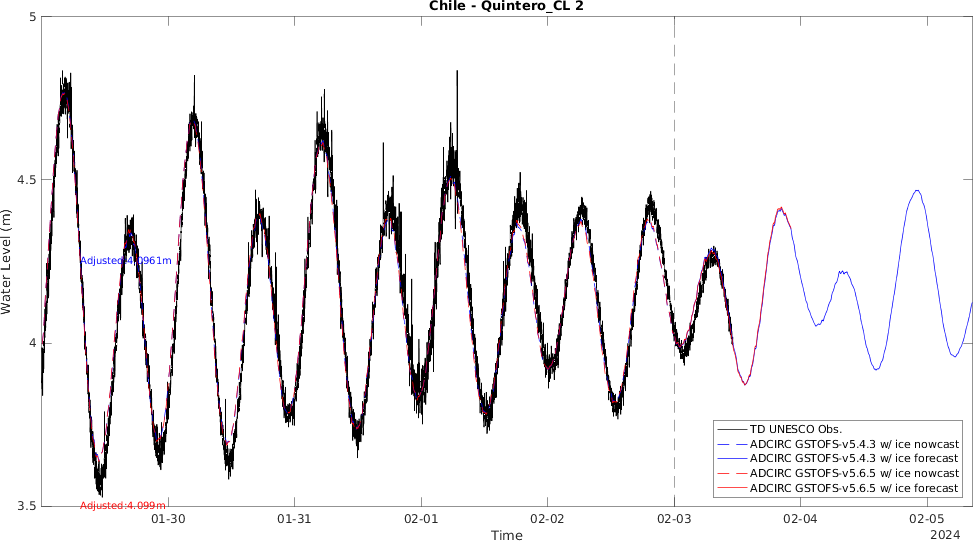 Chile - Quintero_CL 2
5
4.5
4
3.5
Water Level (m)
Adjusted:4.0961m
Adjusted:4.099m
TD UNESCO Obs.
ADCIRC GSTOFS-v5.4.3 w/ ice nowcast
ADCIRC GSTOFS-v5.4.3 w/ ice forecast
ADCIRC GSTOFS-v5.6.5 w/ ice nowcast
ADCIRC GSTOFS-v5.6.5 w/ ice forecast
01-30 01-31 02-01 02-02 02-03 02-04 02-05
Time
2024